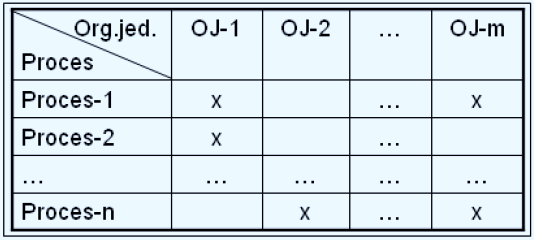 Org.jed. OJ-1 OJ-2 ... OJ-m
Proces
Proces-1 x ... x
Proces-2 x ...
... ... ... ... ...
Proces-n x ... x